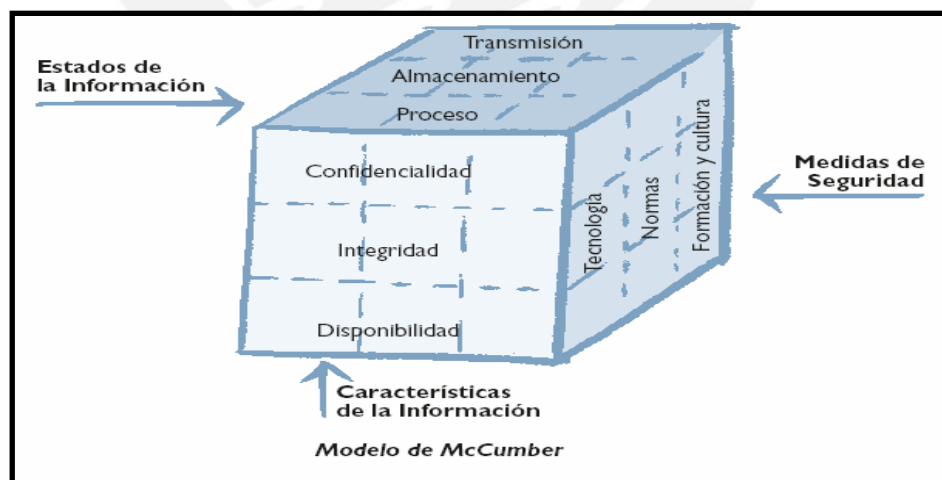 Transmisión
Estados de
la Información
Almacenamiento
Proceso
Confidencialidad
Integridad
Disponibilidad
Tecnología
Normas
Formación y cultura
Medidas de
Seguridad
Características
de la Información
Modelo de McCumber